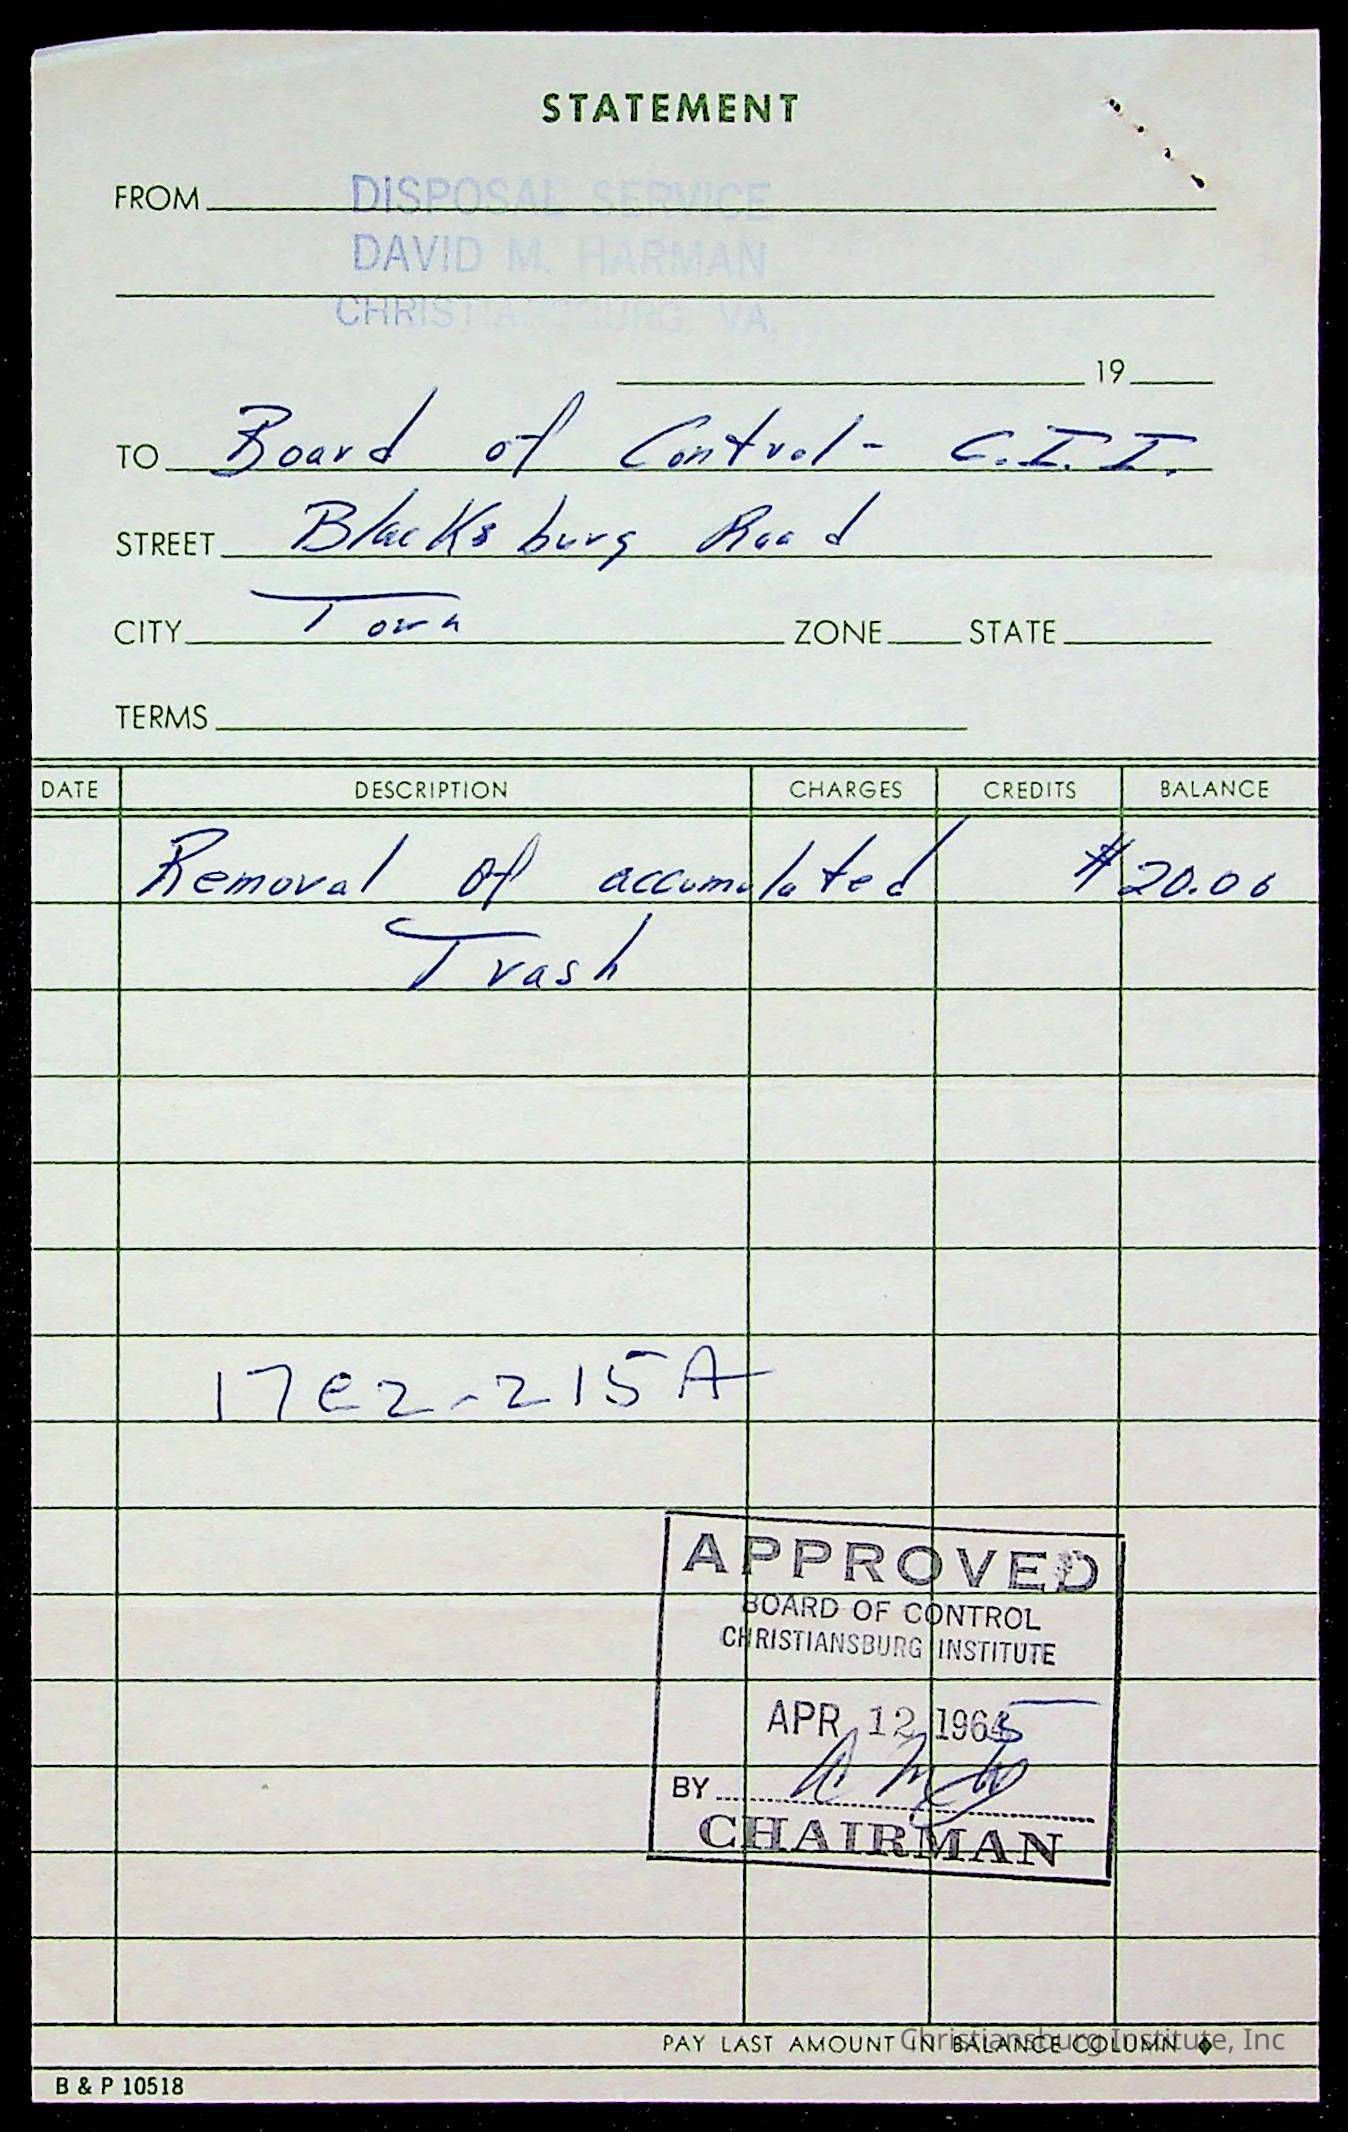 STATEMENT
FROM DISPOSAL SERVICE
DAVID M. HARMAN
CHRISTIANSBURG, VA.
19
TO Board of Control - C.I.I.
STREET Blacksburg Road
CITY Town ZONE STATE
TERMS
DATE DESCRIPTION CHARGES CREDITS BALANCE
Removal of accumulated $20.00
Trash
17e2-215A
APPROVED
BOARD OF CONTROL
CHRISTIANSBURG INSTITUTE
APR 12 1965
BY
CHAIRMAN
PAY LAST AMOUNT IN BALANCE COLUMN
Christiansburg Institute, Inc
B & P 10518